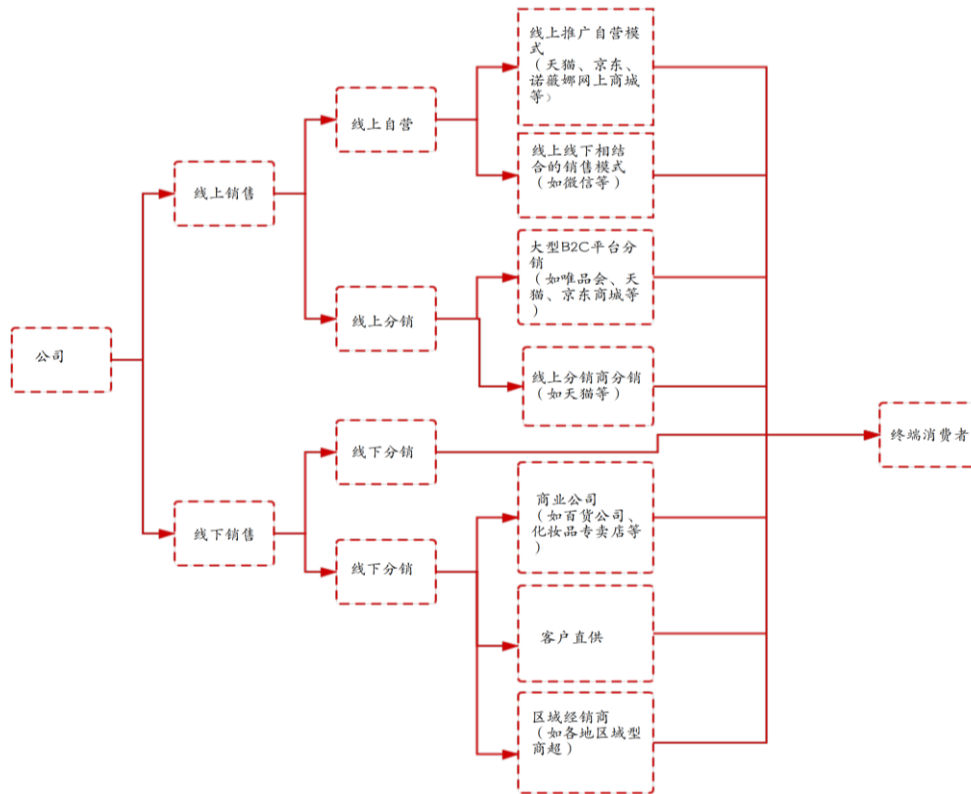 线上推广自营模
式
（天猫、京东、
诺薇娜网上商城
等）
线上自营
线上线下相结
合的销售模式
（如微信等）
线上销售
大型B2C平台分
销
（如唯品会、天
猫、京东商城等
）
线上分销
公司
线上分销商分销
（如天猫等）
终端消费者
线下分销
商业公司
（如百货公司、
化妆品专卖店等
）
线下销售
线下分销
客户直供
区域经销商
（如各地区域型
商超）